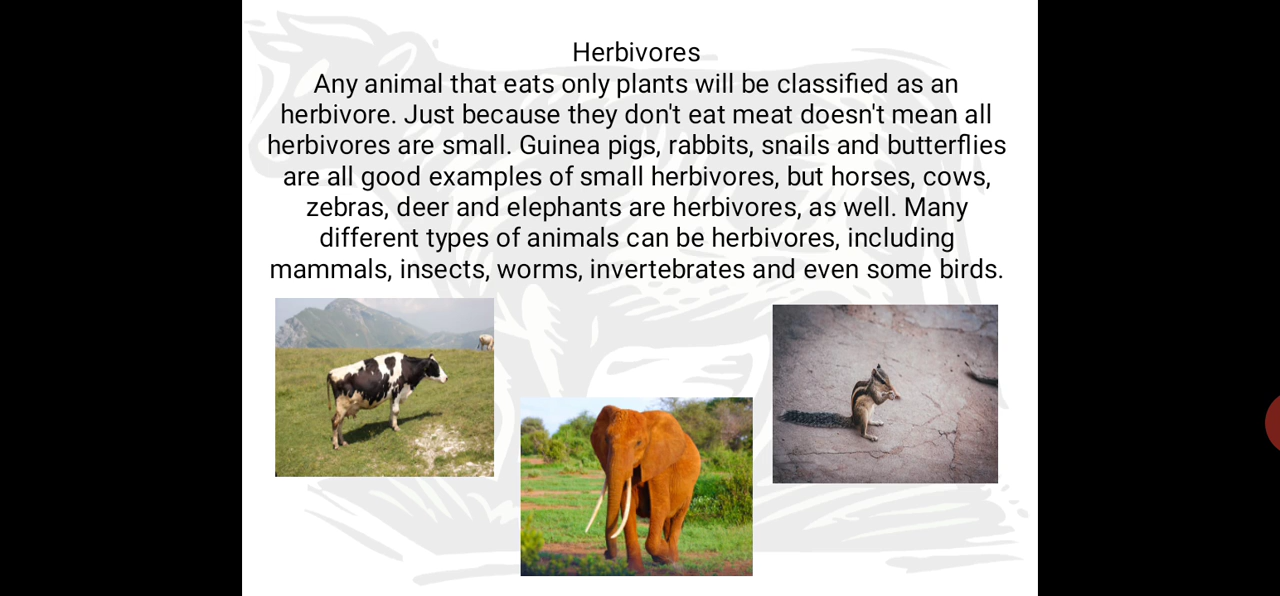 Herbivores
Any animal that eats only plants will be classified as an
herbivore. Just because they don't eat meat doesn't mean all
herbivores are small. Guinea pigs, rabbits, snails and butterflies
are all good examples of small herbivores, but horses, cows,
zebras, deer and elephants are herbivores, as well. Many
different types of animals can be herbivores, including
mammals, insects, worms, invertebrates and even some birds.